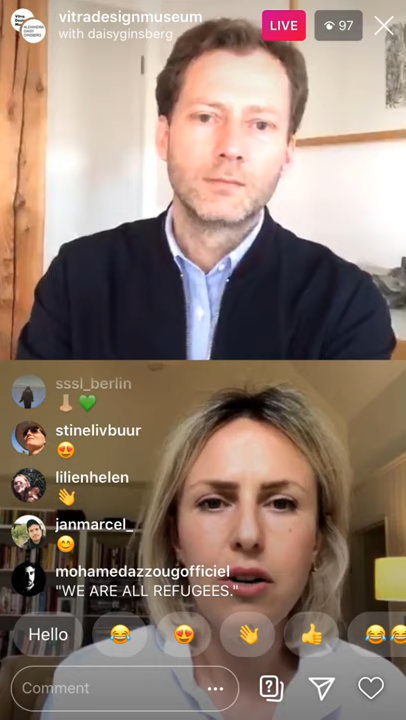 vitradesignmuseum
with daisyginsberg
LIVE
97
sssl_berlin
stinelivbuur
😍
lilienhelen
👋
janmarcel_
😊
mohamedazzougofficiel
"WE ARE ALL REFUGEES."
Hello
😂 😍 👋 👍 😂😂
Comment